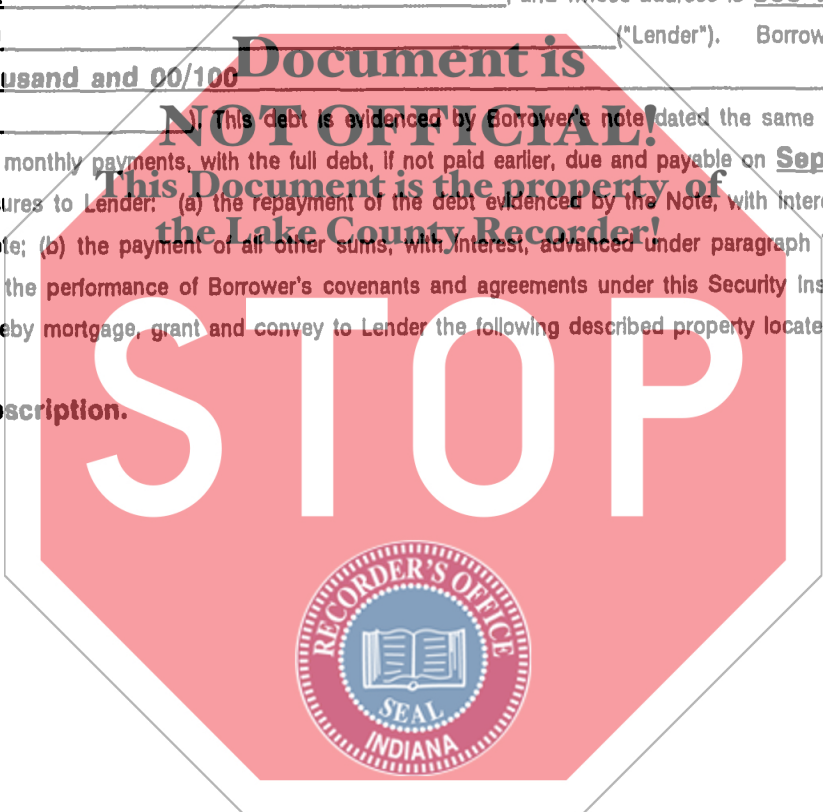 , and whose address is
("Lender"). Borrow
usand and 00/100
Document is
NOT OFFICIAL!
). This debt is evidenced by Borrower's note dated the same
monthly payments, with the full debt, if not paid earlier, due and payable on Sep
This Document is the property of
ures to Lender: (a) the repayment of the debt evidenced by the Note, with inter
the Lake County Recorder!
te; (b) the payment of all other sums, with interest, advanced under paragraph
the performance of Borrower's covenants and agreements under this Security Ins
eby mortgage, grant and convey to Lender the following described property locate
scription.
STOP
RECORDER'S OFFICE
SEAL
INDIANA